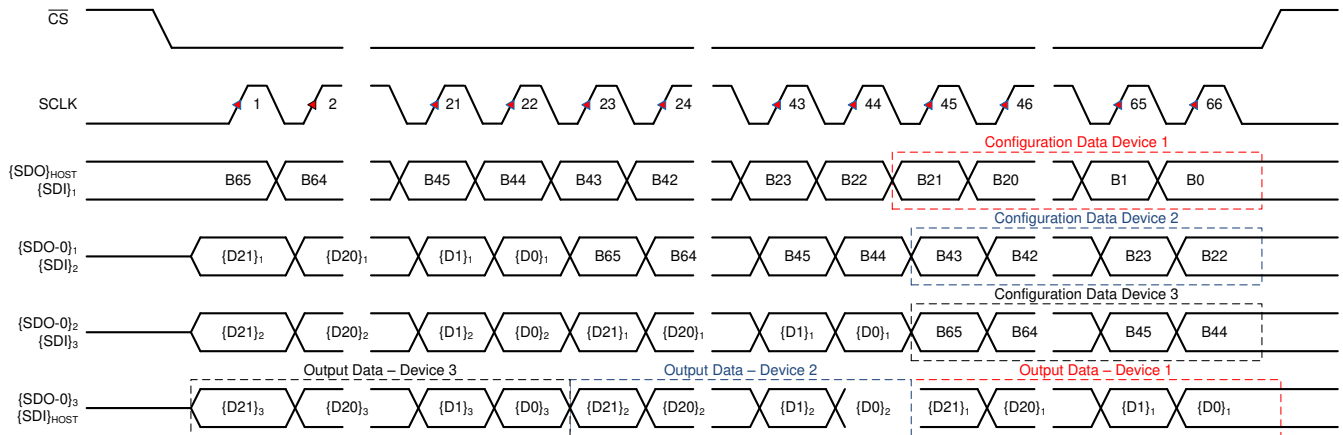 CS
SCLK 1 2 21 22 23 24 43 44 45 46 65 66
Configuration Data Device 1
{SDO}HOST
{SDI}1
B65 B64 B45 B44 B43 B42 B23 B22 B21 B20 B1 B0
Configuration Data Device 2
{SDO-0}1
{SDI}2
{D21}1 {D20}1 {D1}1 {D0}1 B65 B64 B45 B44 B43 B42 B23 B22
Configuration Data Device 3
{SDO-0}2
{SDI}3
{D21}2 {D20}2 {D1}2 {D0}2 {D21}1 {D20}1 {D1}1 {D0}1 B65 B64 B45 B44
Output Data – Device 3 Output Data – Device 2 Output Data – Device 1
{SDO-0}3
{SDI}HOST
{D21}3 {D20}3 {D1}3 {D0}3 {D21}2 {D20}2 {D1}2 {D0}2 {D21}1 {D20}1 {D1}1 {D0}1